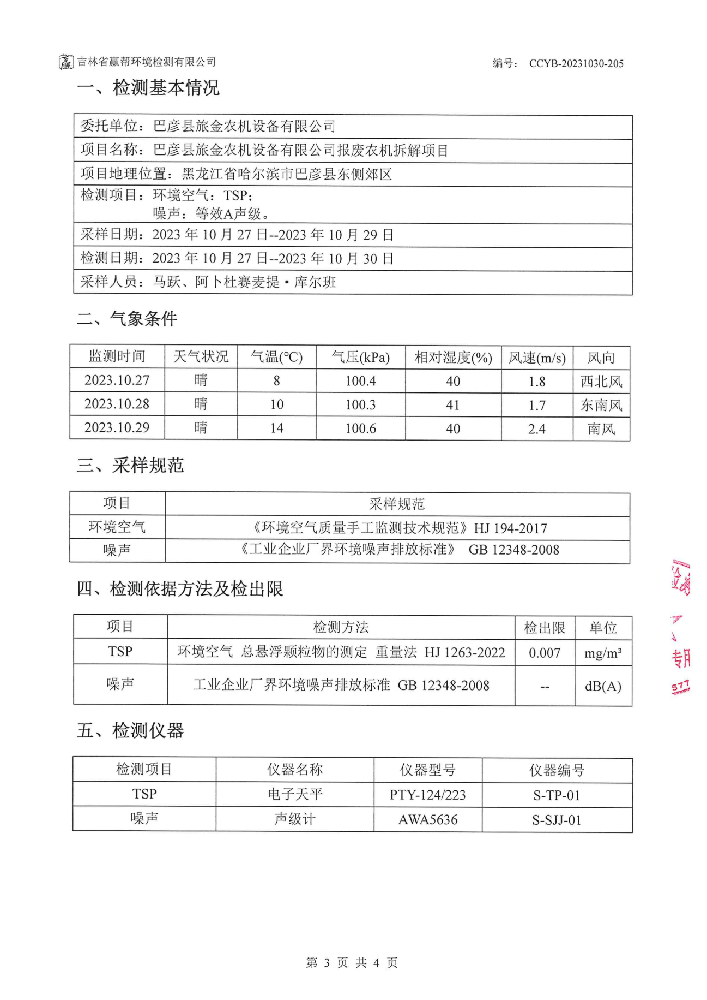 吉林省赢帮环境检测有限公司 编号： CCYB-20231030-205
一、检测基本情况
委托单位：巴彦县旅金农机设备有限公司
项目名称：巴彦县旅金农机设备有限公司报废农机拆解项目
项目地理位置：黑龙江省哈尔滨市巴彦县东侧郊区
检测项目：环境空气：TSP；
噪声：等效A声级。
采样日期：2023 年 10 月 27 日--2023 年 10 月 29 日
检测日期：2023 年 10 月 27 日--2023 年 10 月 30 日
采样人员：马跃、阿卜杜赛麦提·库尔班
二、气象条件
监测时间 天气状况 气温(℃) 气压(kPa) 相对湿度(%) 风速(m/s) 风向
2023.10.27 晴 8 100.4 40 1.8 西北风
2023.10.28 晴 10 100.3 41 1.7 东南风
2023.10.29 晴 14 100.6 40 2.4 南风
三、采样规范
项目 采样规范
环境空气 《环境空气质量手工监测技术规范》HJ 194-2017
噪声 《工业企业厂界环境噪声排放标准》 GB 12348-2008
四、检测依据方法及检出限
项目 检测方法 检出限 单位
TSP 环境空气 总悬浮颗粒物的测定 重量法 HJ 1263-2022 0.007 mg/m³
噪声 工业企业厂界环境噪声排放标准 GB 12348-2008 -- dB(A)
五、检测仪器
检测项目 仪器名称 仪器型号 仪器编号
TSP 电子天平 PTY-124/223 S-TP-01
噪声 声级计 AWA5636 S-SJJ-01
专用
577
第 3 页 共 4 页